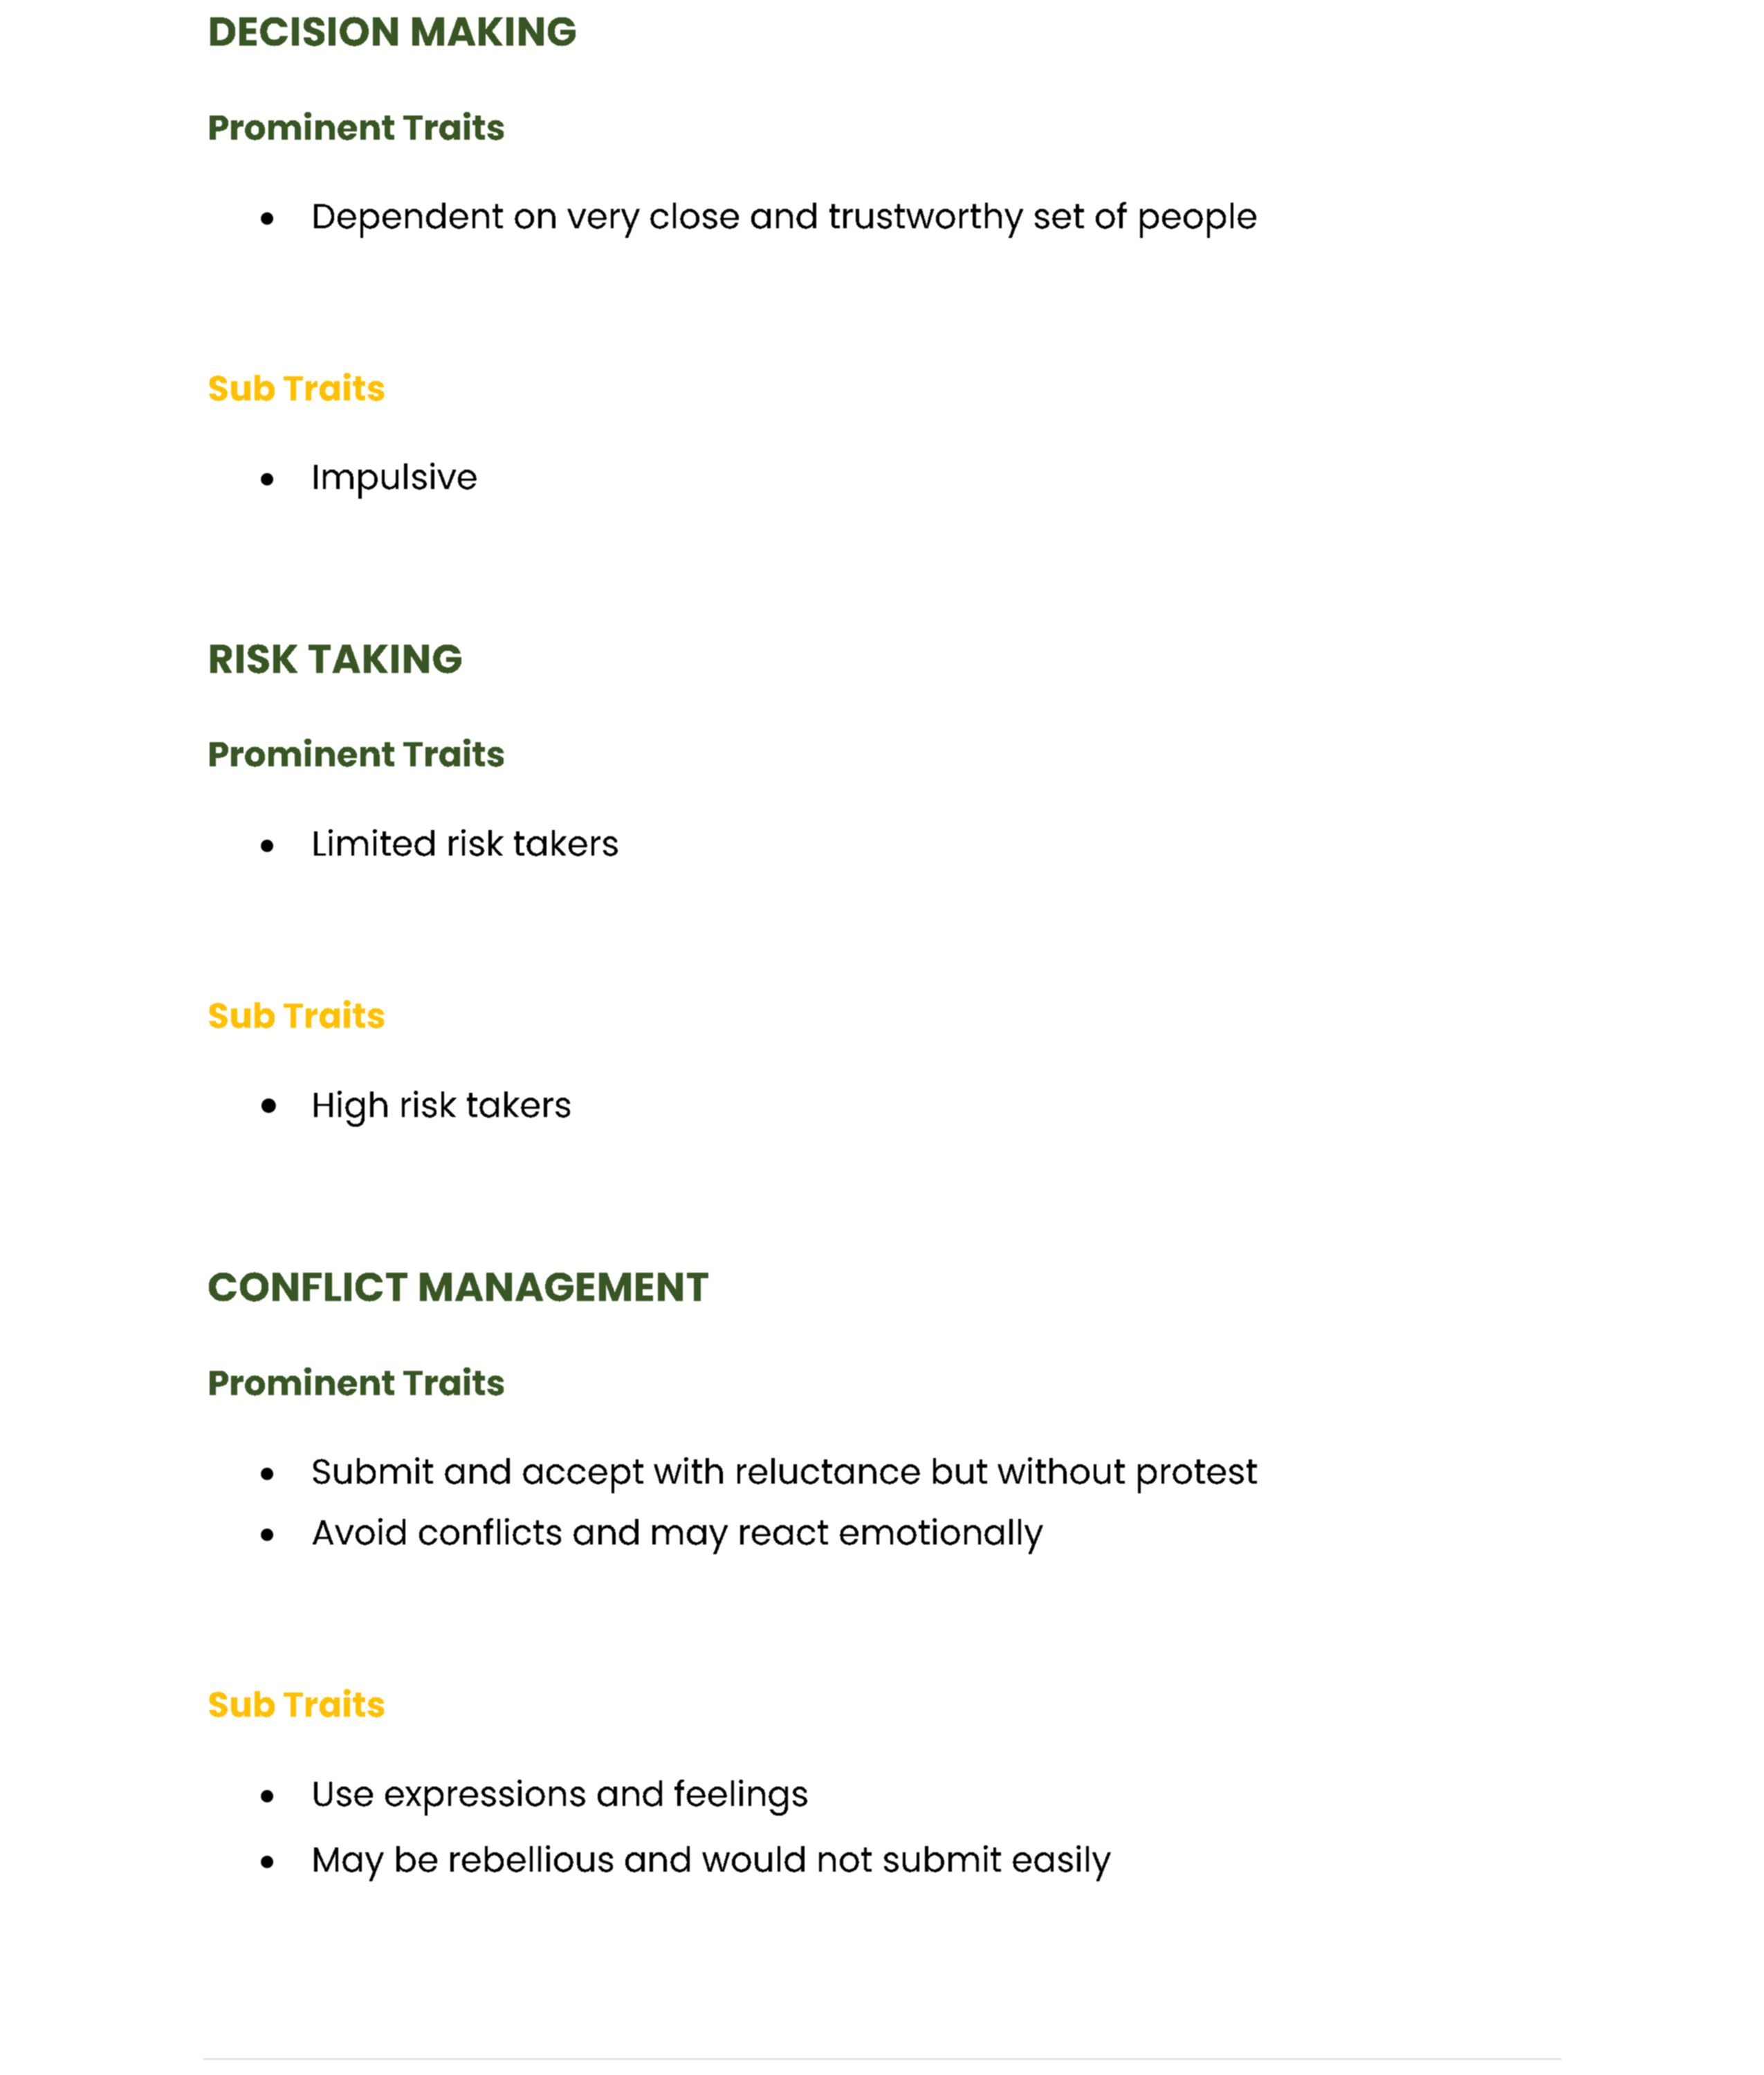 DECISION MAKING
Prominent Traits
● Dependent on very close and trustworthy set of people
Sub Traits
● Impulsive
RISK TAKING
Prominent Traits
● Limited risk takers
Sub Traits
● High risk takers
CONFLICT MANAGEMENT
Prominent Traits
● Submit and accept with reluctance but without protest
● Avoid conflicts and may react emotionally
Sub Traits
● Use expressions and feelings
● May be rebellious and would not submit easily